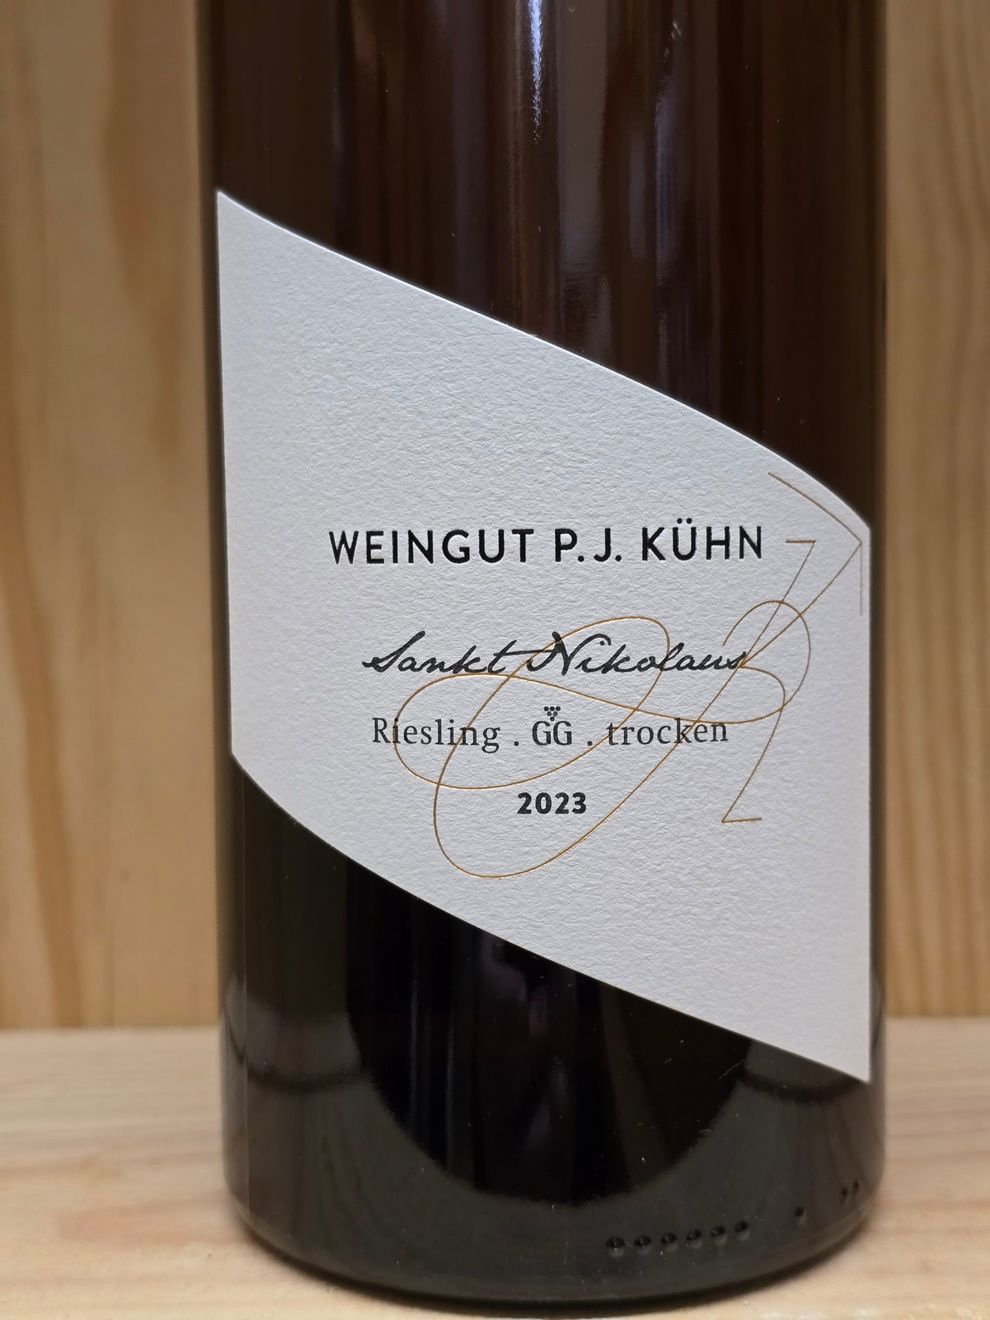 WEINGUT P.J. KÜHN
Sankt Nikolaus
Riesling . GG . trocken
2023